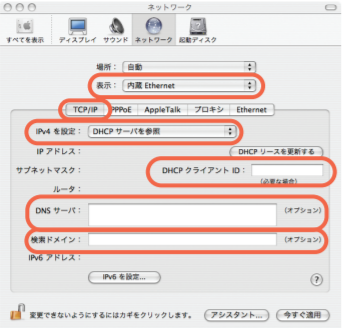 ネットワーク
すべてを表示 ディスプレイ サウンド ネットワーク 起動ディスク
場所： 自動
表示： 内蔵 Ethernet
TCP/IP PPPoE AppleTalk プロキシ Ethernet
IPv4 を設定： DHCP サーバを参照
IP アドレス： DHCP リースを更新する
サブネットマスク： DHCP クライアント ID：
（必要な場合）
ルータ：
DNS サーバ： （オプション）
検索ドメイン： （オプション）
IPv6 アドレス：
IPv6 を設定... ?
変更できないようにするにはカギをクリックします。 アシスタント... 今すぐ適用